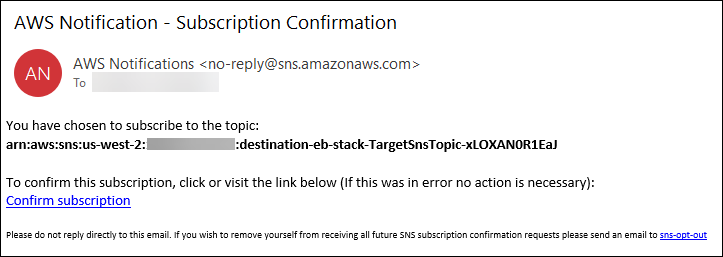 AWS Notification - Subscription Confirmation
AN
AWS Notifications <no-reply@sns.amazonaws.com>
To
You have chosen to subscribe to the topic:
arn:aws:sns:us-west-2: :destination-eb-stack-TargetSnsTopic-xLOXAN0R1EaJ
To confirm this subscription, click or visit the link below (If this was in error no action is necessary):
Confirm subscription
Please do not reply directly to this email. If you wish to remove yourself from receiving all future SNS subscription confirmation requests please send an email to sns-opt-out